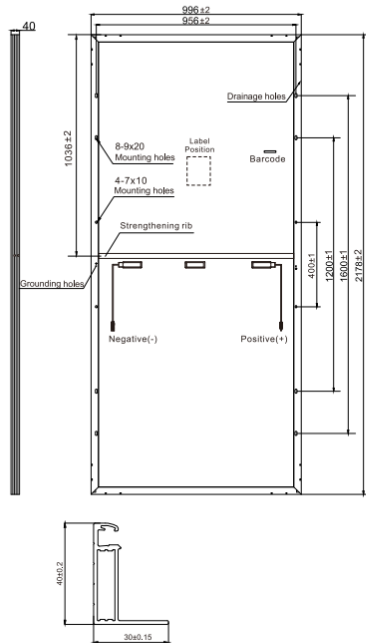 40
996±2
956±2
Drainage holes
1036±2
8-9x20
Mounting holes
Label
Position
Barcode
4-7x10
Mounting holes
Strengthening rib
400±1
1200±1
1600±1
2178±2
Grounding holes
Negative(-)
Positive(+)
40±0.2
30±0.15